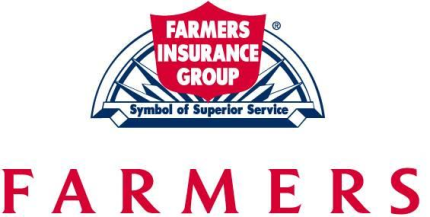 FARMERS
INSURANCE
GROUP
®
Symbol of Superior Service
FARMERS